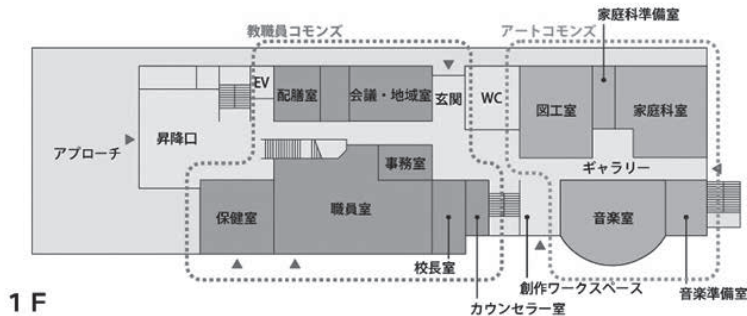 家庭科準備室
教職員コモンズ
アートコモンズ
EV
配膳室
会議・地域室
玄関
WC
図工室
家庭科室
アプローチ
昇降口
事務室
ギャラリー
保健室
職員室
音楽室
校長室
創作ワークスペース
音楽準備室
カウンセラー室
1F